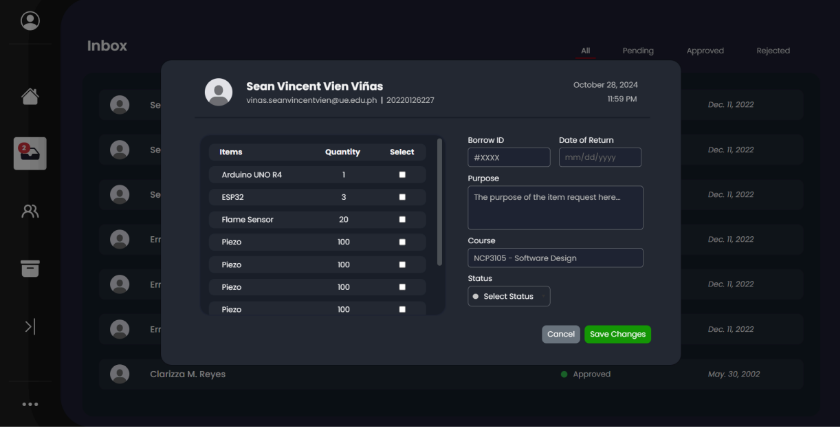 Inbox
All Pending Approved Rejected
Sean Vincent Vien Viñas
vinas.seanvincentvien@ue.edu.ph | 20220126227
October 28, 2024
11:59 PM
Se Dec. 11, 2022
2
Se Dec. 11, 2022
Se Dec. 11, 2022
Err Dec. 11, 2022
Err Dec. 11, 2022
Err Dec. 11, 2022
Items Quantity Select
Arduino UNO R4 1
ESP32 3
Flame Sensor 20
Piezo 100
Piezo 100
Piezo 100
Piezo 100
Borrow ID Date of Return
#XXXX mm/dd/yyyy
Purpose
The purpose of the item request here...
Course
NCP3105 - Software Design
Status
Select Status
Cancel Save Changes
Clarizza M. Reyes Approved May. 30, 2002